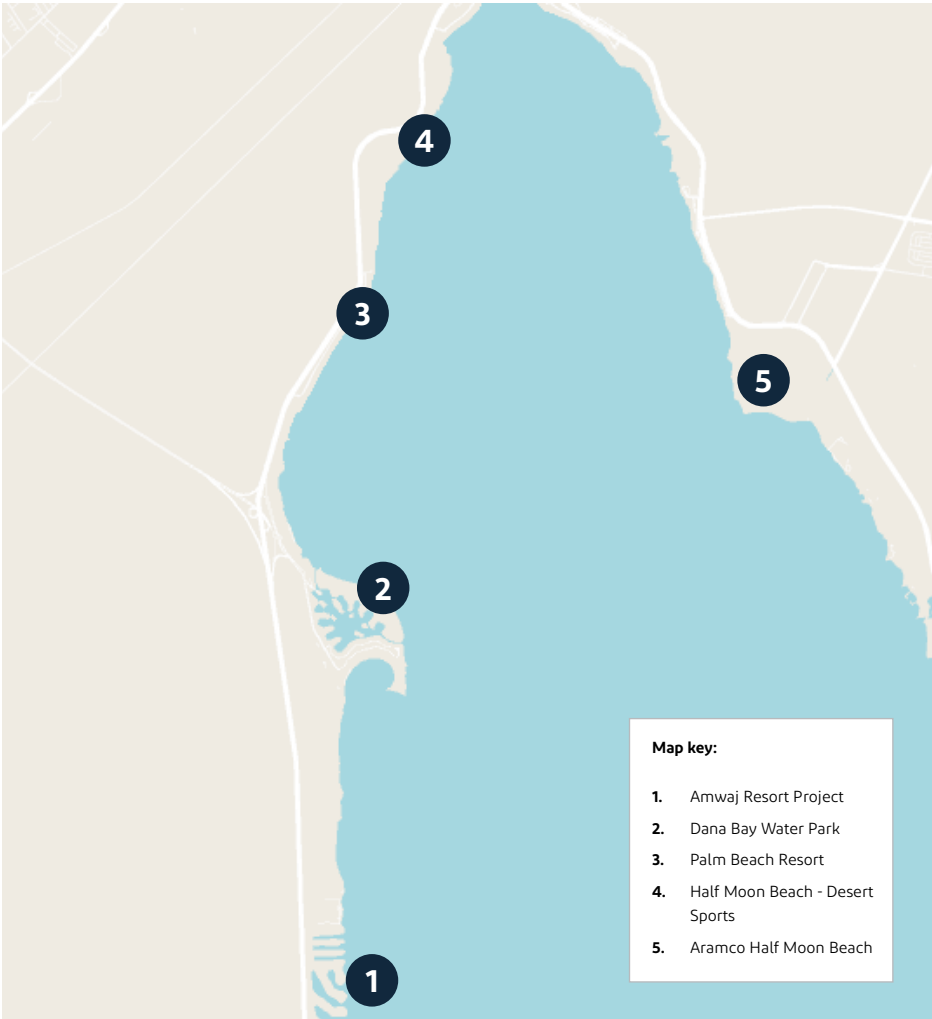 4
3
5
2
1
Map key:
1. Amwaj Resort Project
2. Dana Bay Water Park
3. Palm Beach Resort
4. Half Moon Beach - Desert
Sports
5. Aramco Half Moon Beach